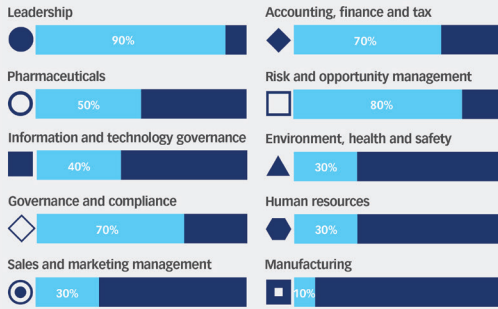 Leadership
90%
Pharmaceuticals
50%
Information and technology governance
40%
Governance and compliance
70%
Sales and marketing management
30%
Accounting, finance and tax
70%
Risk and opportunity management
80%
Environment, health and safety
30%
Human resources
30%
Manufacturing
10%